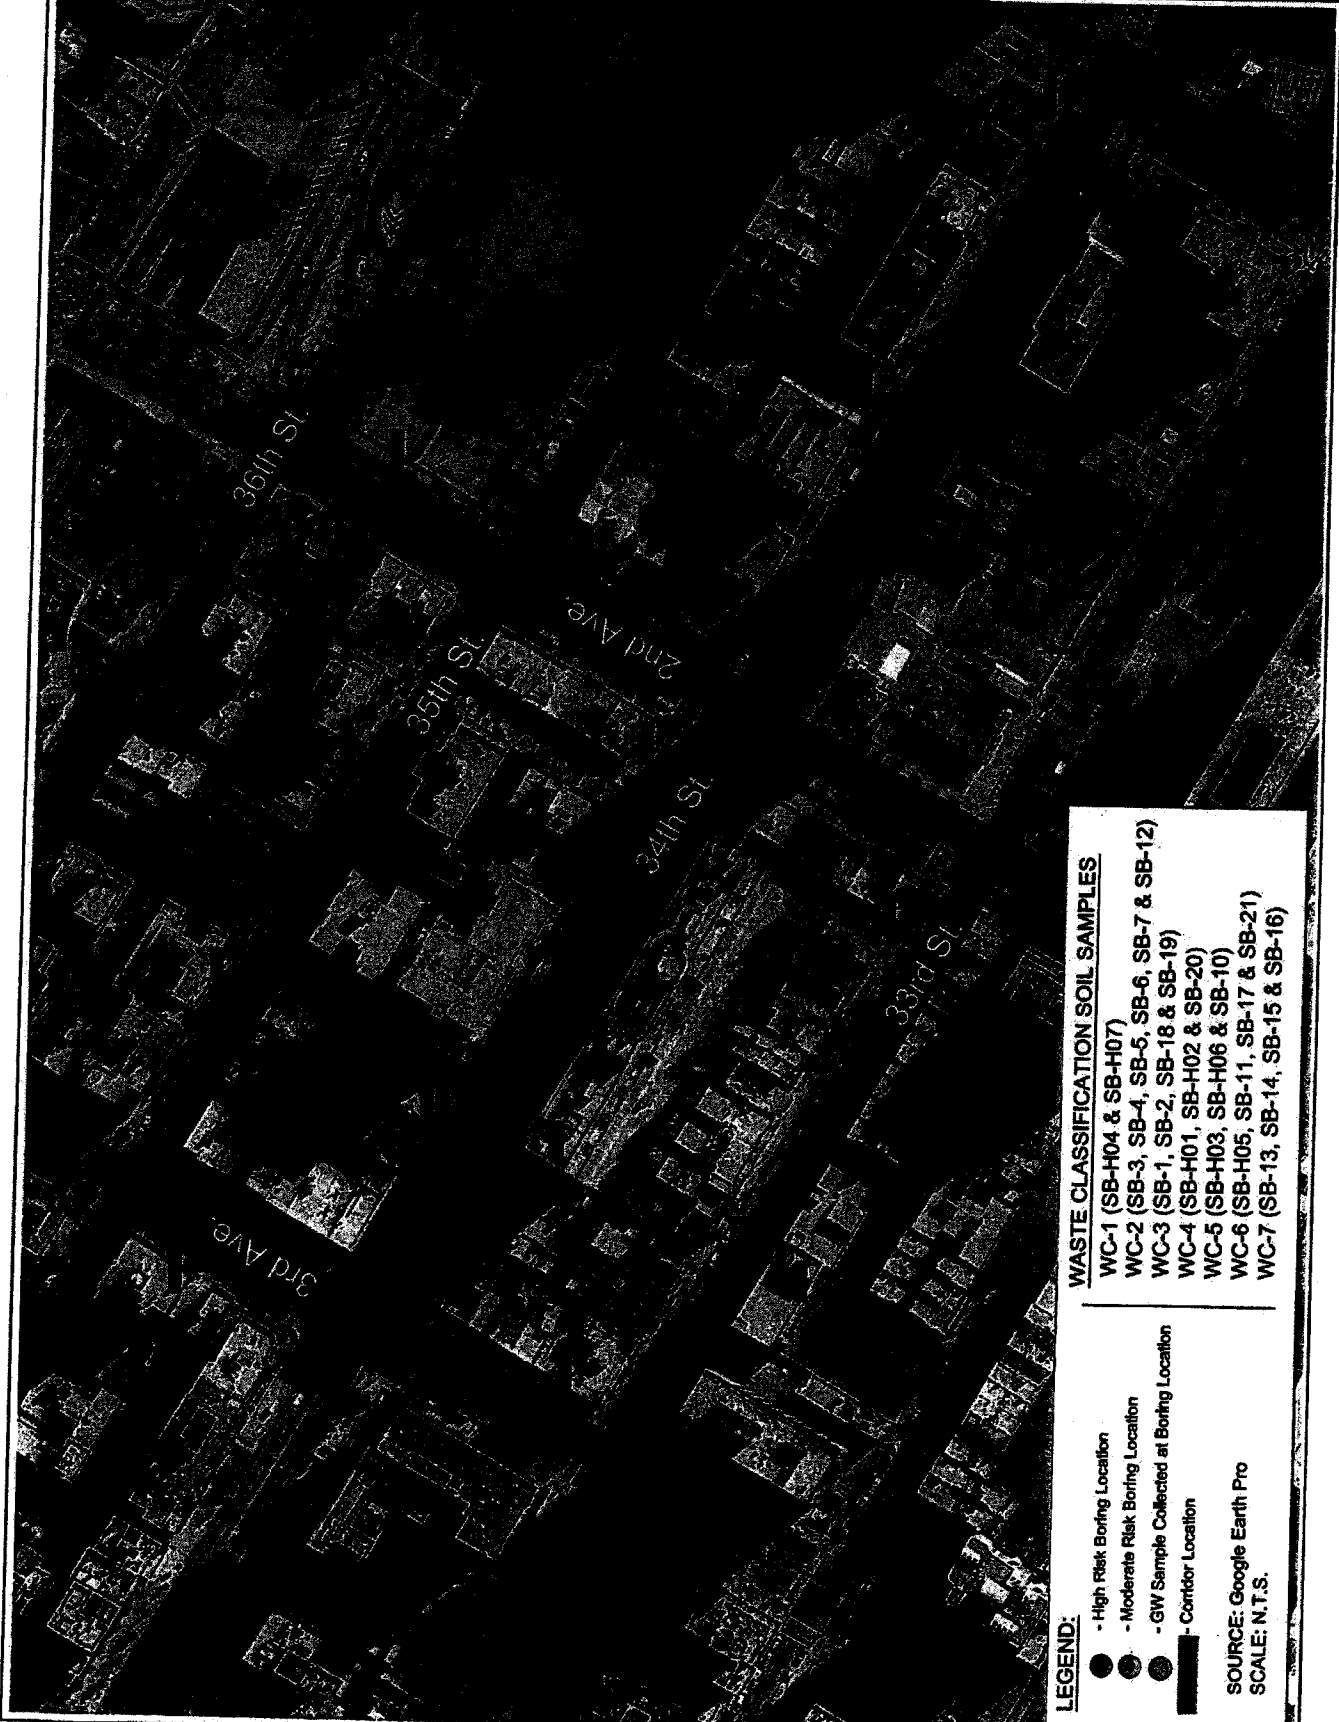 36th St.
35th St.
2nd Ave.
34th St.
33rd St.
3rd Ave.
LEGEND:
- High Risk Boring Location
- Moderate Risk Boring Location
- GW Sample Collected at Boring Location
- Corridor Location
SOURCE: Google Earth Pro
SCALE: N.T.S.
WASTE CLASSIFICATION SOIL SAMPLES
WC-1 (SB-H04 & SB-H07)
WC-2 (SB-3, SB-4, SB-5, SB-6, SB-7 & SB-12)
WC-3 (SB-1, SB-2, SB-18 & SB-19)
WC-4 (SB-H01, SB-H02 & SB-20)
WC-5 (SB-H03, SB-H06 & SB-10)
WC-6 (SB-H05, SB-11, SB-17 & SB-21)
WC-7 (SB-13, SB-14, SB-15 & SB-16)